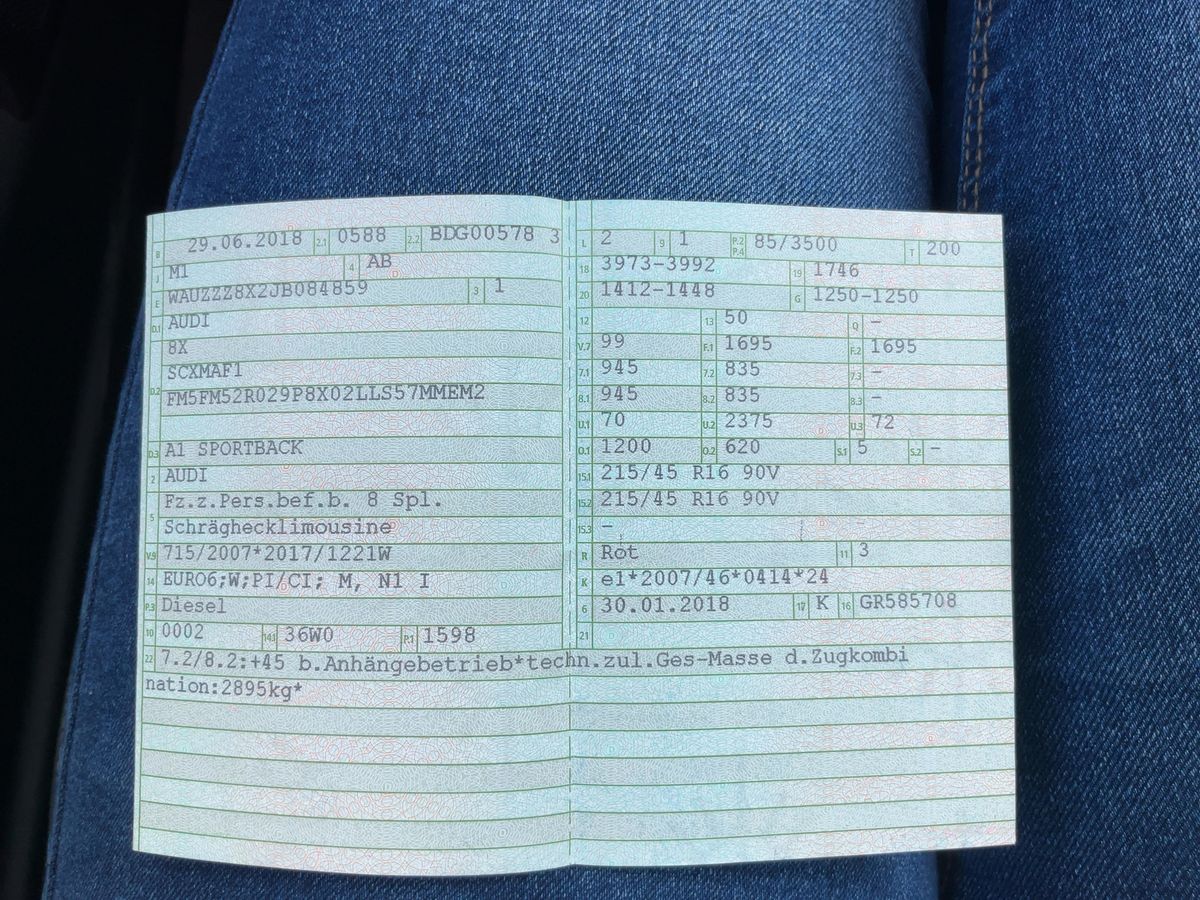 B 29.06.2018 2.1 0588 2.2 BDG00578 3
J M1 4 AB
E WAUZZZ8X2JB084859 3 1
D.1 AUDI
8X
SCXMAF1
D.2 FM5FM52R029P8X02LLS57MMEM2
D.3 A1 SPORTBACK
2 AUDI
Fz.z.Pers.bef.b. 8 Spl.
5 Schräghecklimousine
V.9 715/2007*2017/1221W
14 EURO6;W;PI/CI; M, N1 I
P.3 Diesel
10 0002 14.1 36W0 P.1 1598
L 2 9 1 P.2 P.4 85/3500 T 200
18 3973-3992 19 1746
20 1412-1448 G 1250-1250
12 13 50 Q -
V.7 99 F.1 1695 F.2 1695
7.1 945 7.2 835 7.3 -
8.1 945 8.2 835 8.3 -
U.1 70 U.2 2375 U.3 72
O.1 1200 O.2 620 S.1 5 S.2 -
15.1 215/45 R16 90V
15.2 215/45 R16 90V
15.3 -
R Rot 11 3
K e1*2007/46*0414*24
6 30.01.2018 17 K 16 GR585708
21
22 7.2/8.2:+45 b.Anhängebetrieb*techn.zul.Ges-Masse d.Zugkombi
nation:2895kg*